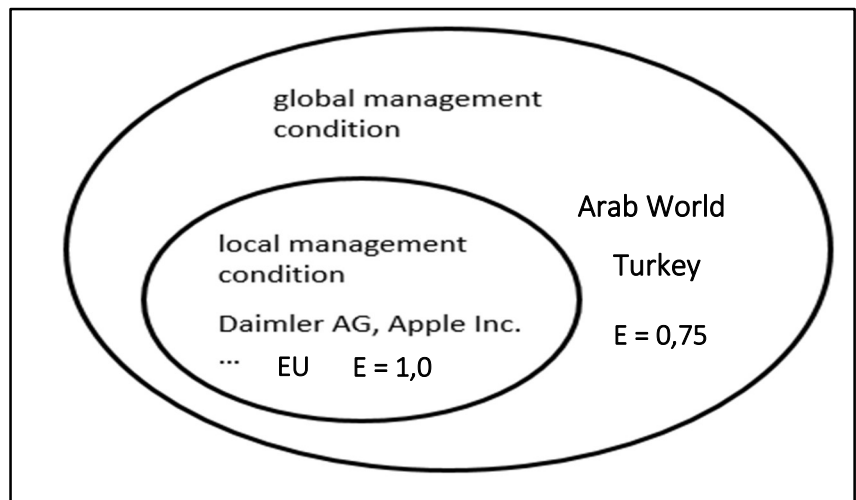 global management
condition
Arab World
Turkey
E = 0,75
local management
condition
Daimler AG, Apple Inc.
... EU E = 1,0